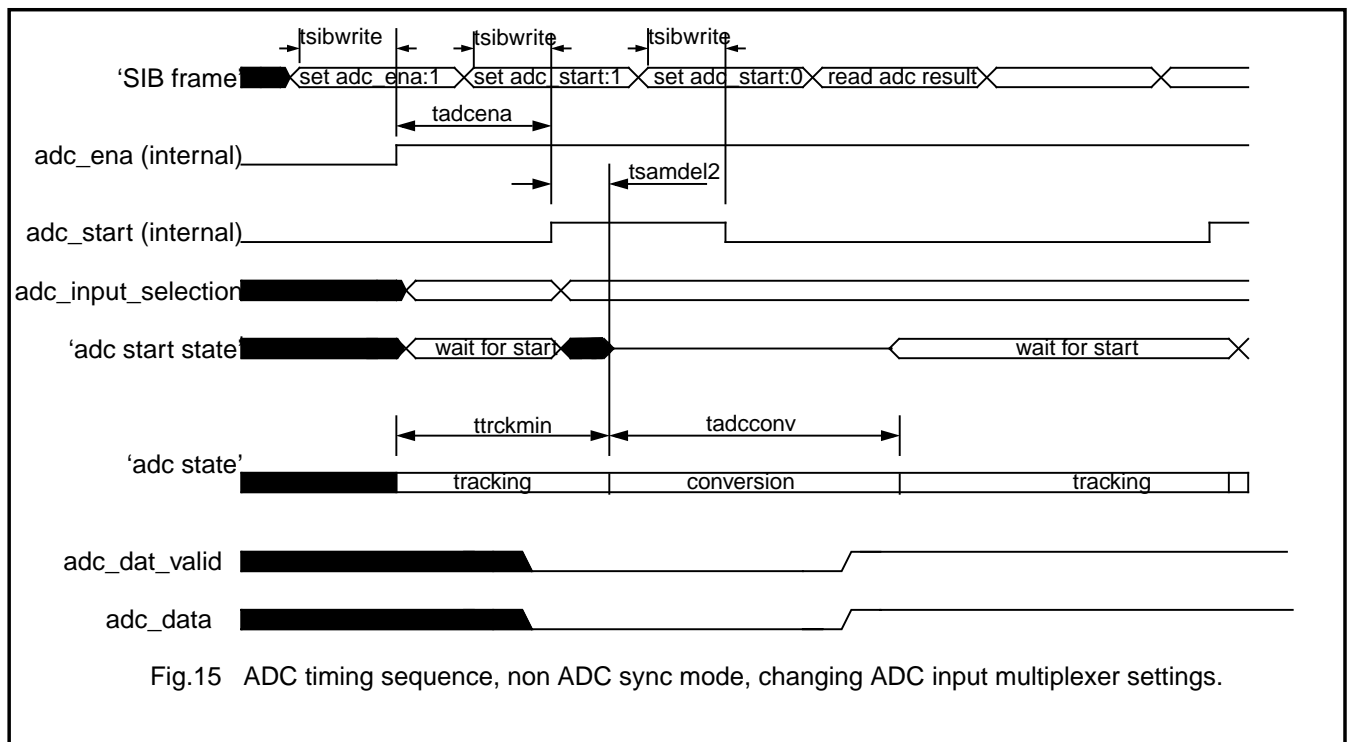 tsibwrite tsibwrite tsibwrite
‘SIB frame’ set adc_ena:1 set adc_start:1 set adc_start:0 read adc result
tadcena
adc_ena (internal)
tsamdel2
adc_start (internal)
adc_input_selection
‘adc start state’ wait for start wait for start
ttrckmin tadcconv
‘adc state’
tracking conversion tracking
adc_dat_valid
adc_data
Fig.15 ADC timing sequence, non ADC sync mode, changing ADC input multiplexer settings.